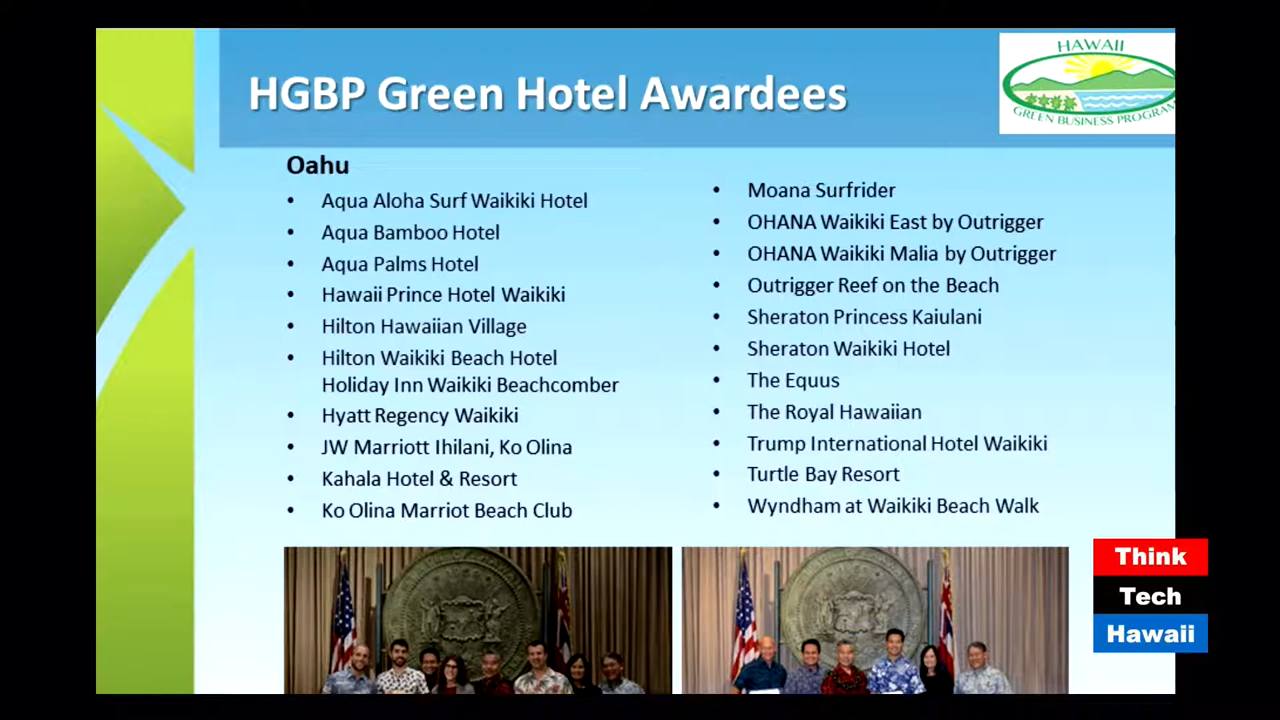 HGBP Green Hotel Awardees
HAWAII
GREEN BUSINESS PROGRAM
Oahu
• Aqua Aloha Surf Waikiki Hotel
• Aqua Bamboo Hotel
• Aqua Palms Hotel
• Hawaii Prince Hotel Waikiki
• Hilton Hawaiian Village
• Hilton Waikiki Beach Hotel
Holiday Inn Waikiki Beachcomber
• Hyatt Regency Waikiki
• JW Marriott Ihilani, Ko Olina
• Kahala Hotel & Resort
• Ko Olina Marriot Beach Club
• Moana Surfrider
• OHANA Waikiki East by Outrigger
• OHANA Waikiki Malia by Outrigger
• Outrigger Reef on the Beach
• Sheraton Princess Kaiulani
• Sheraton Waikiki Hotel
• The Equus
• The Royal Hawaiian
• Trump International Hotel Waikiki
• Turtle Bay Resort
• Wyndham at Waikiki Beach Walk
Think
Tech
Hawaii